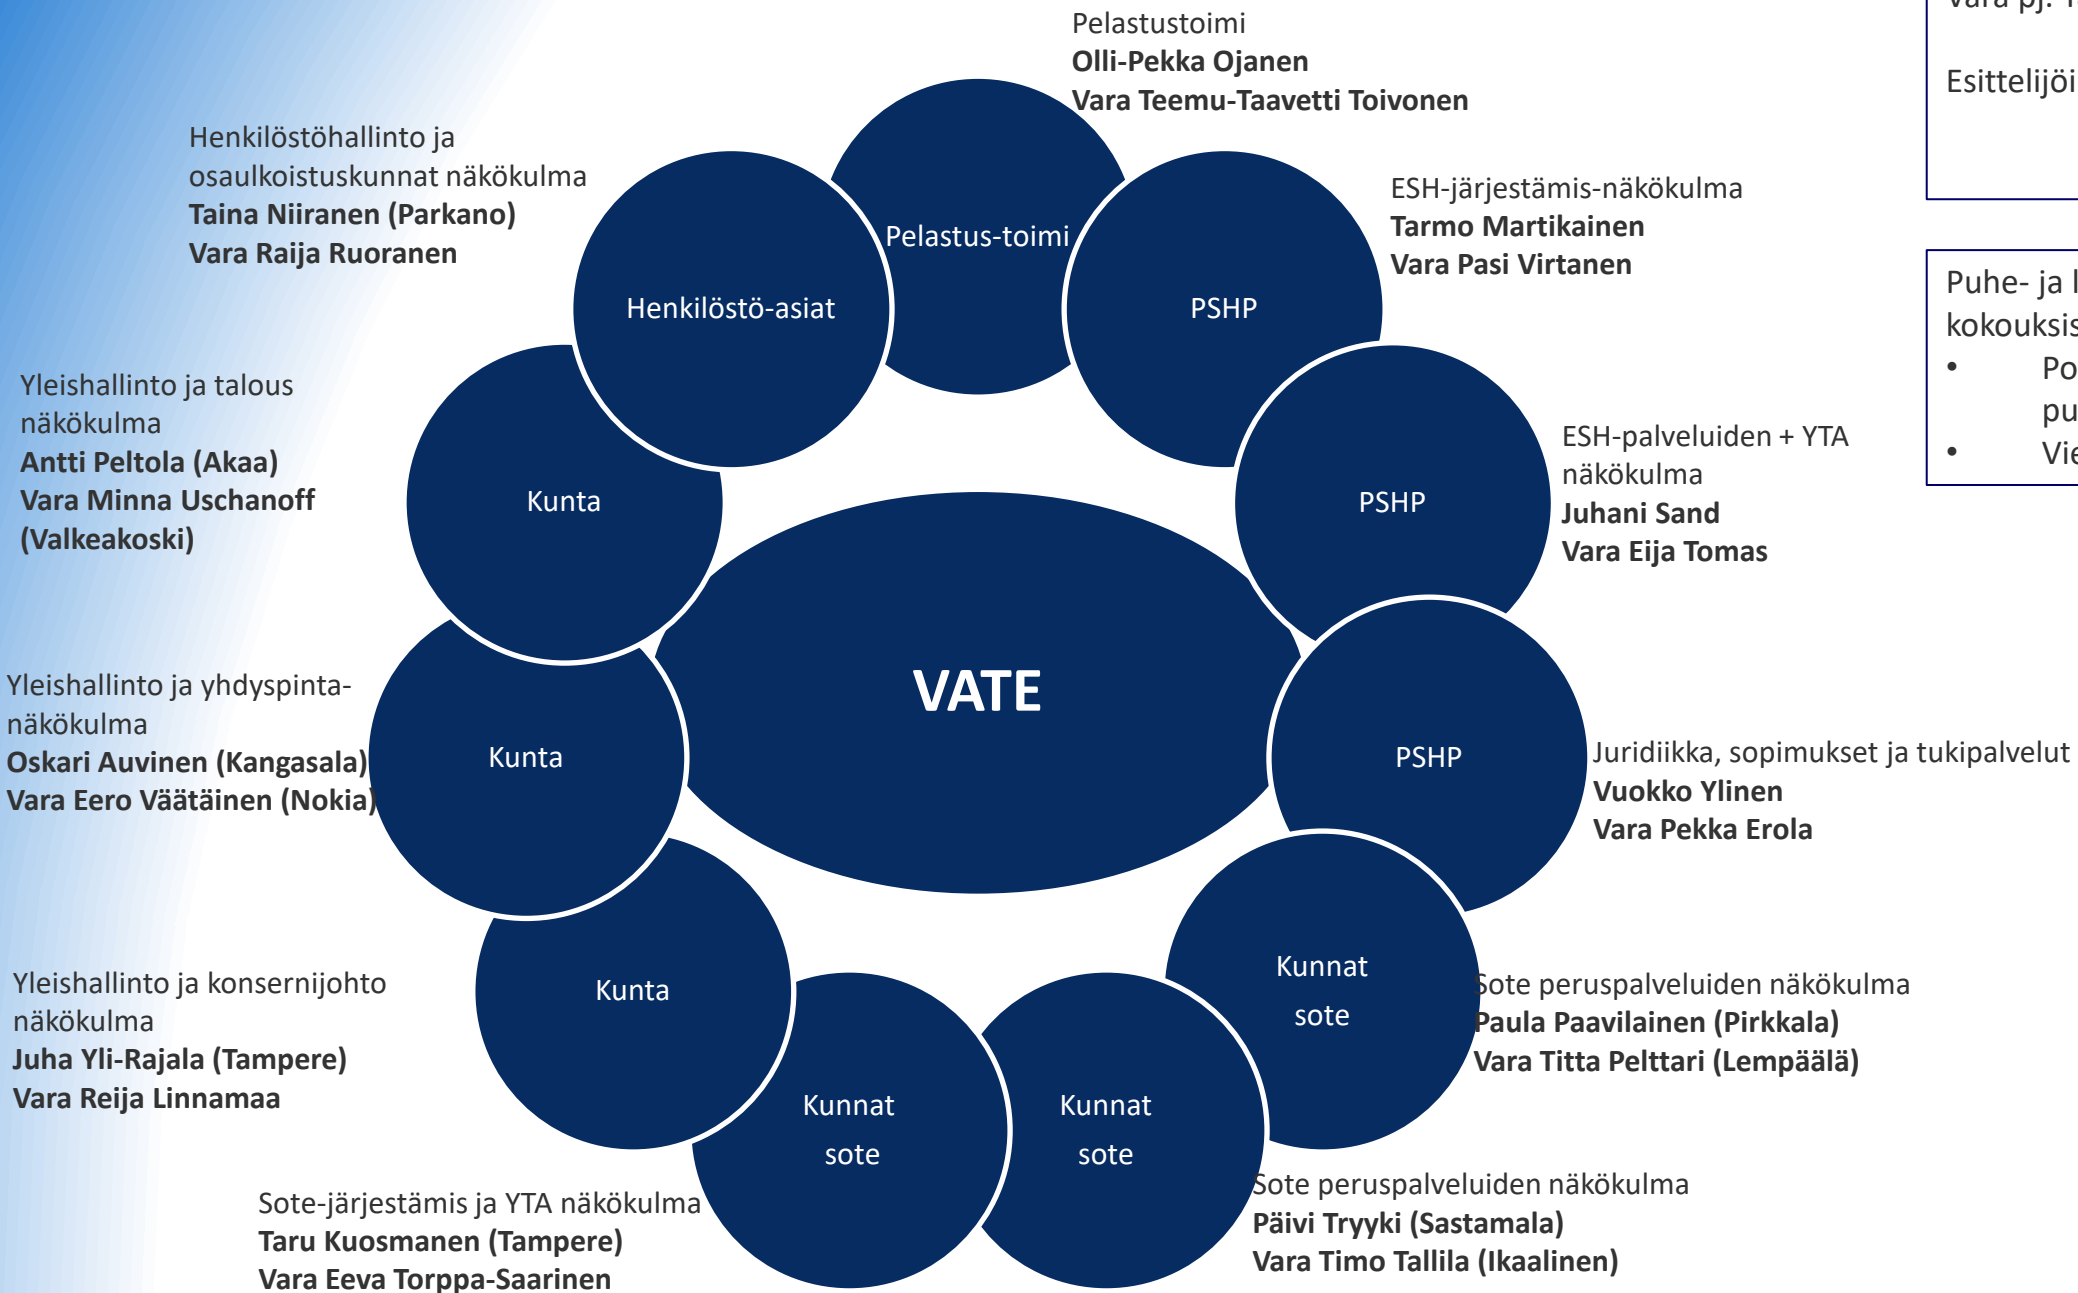 Pelastustoimi
Olli-Pekka Ojanen
Vara Teemu-Taavetti Toivonen
Henkilöstöhallinto ja
osaulkoistuskunnat näkökulma
Taina Niiranen (Parkano)
Vara Raija Ruoranen
ESH-järjestämis-näkökulma
Tarmo Martikainen
Vara Pasi Virtanen
Pelastus-toimi
Henkilöstö-asiat
PSHP
Yleishallinto ja talous
näkökulma
Antti Peltola (Akaa)
Vara Minna Uschanoff
(Valkeakoski)
Kunta
PSHP
ESH-palveluiden + YTA
näkökulma
Juhani Sand
Vara Eija Tomas
VATE
Yleishallinto ja yhdyspinta-
näkökulma
Oskari Auvinen (Kangasala)
Vara Eero Väätäinen (Nokia)
Kunta
PSHP
Juridiikka, sopimukset ja tukipalvelut
Vuokko Ylinen
Vara Pekka Erola
Yleishallinto ja konsernijohto
näkökulma
Juha Yli-Rajala (Tampere)
Vara Reija Linnamaa
Kunta
Kunnat
sote
Sote peruspalveluiden näkökulma
Paula Paavilainen (Pirkkala)
Vara Titta Pelttari (Lempäälä)
Kunnat
sote
Kunnat
sote
Sote-järjestämis ja YTA näkökulma
Taru Kuosmanen (Tampere)
Vara Eeva Torppa-Saarinen
Sote peruspalveluiden näkökulma
Päivi Tryyki (Sastamala)
Vara Timo Tallila (Ikaalinen)
Vara pj.
Esittelijöi
Puhe- ja
kokouksis
• Po
pu
• Vie